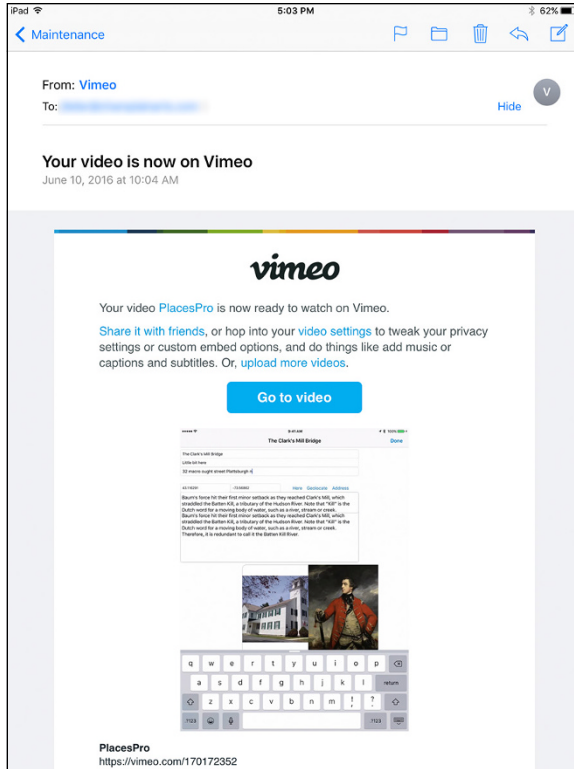 iPad 5:03 PM 62%
Maintenance
From: Vimeo
V
To:
Hide
Your video is now on Vimeo
June 10, 2016 at 10:04 AM
vimeo
Your video PlacesPro is now ready to watch on Vimeo.
Share it with friends, or hop into your video settings to tweak your privacy
settings or custom embed options, and do things like add music or
captions and subtitles. Or, upload more videos.
Go to video
The Clark's Mill Bridge Done
The Clark's Mill Bridge
Little bit here
Here Generate Address
Baum's force hit their first minor setback as they reached Clark's Mill, which
straddled the Batten Kill, a tributary of the Hudson River. Note that "Kill" is the
Dutch word for a moving body of water, such as a river, stream or creek.
Baum's force hit their first minor setback as they reached Clark's Mill, which
straddled the Batten Kill, a tributary of the Hudson River. Note that "Kill" is the
Dutch word for a moving body of water, such as a river, stream or creek.
Therefore, it is redundant to call it the Batten Kill River.
q w e r t y u i o p
a s d f g h j k l return
z x c v b n m ! , ? .
.?123 .?123
PlacesPro
https://vimeo.com/170172352